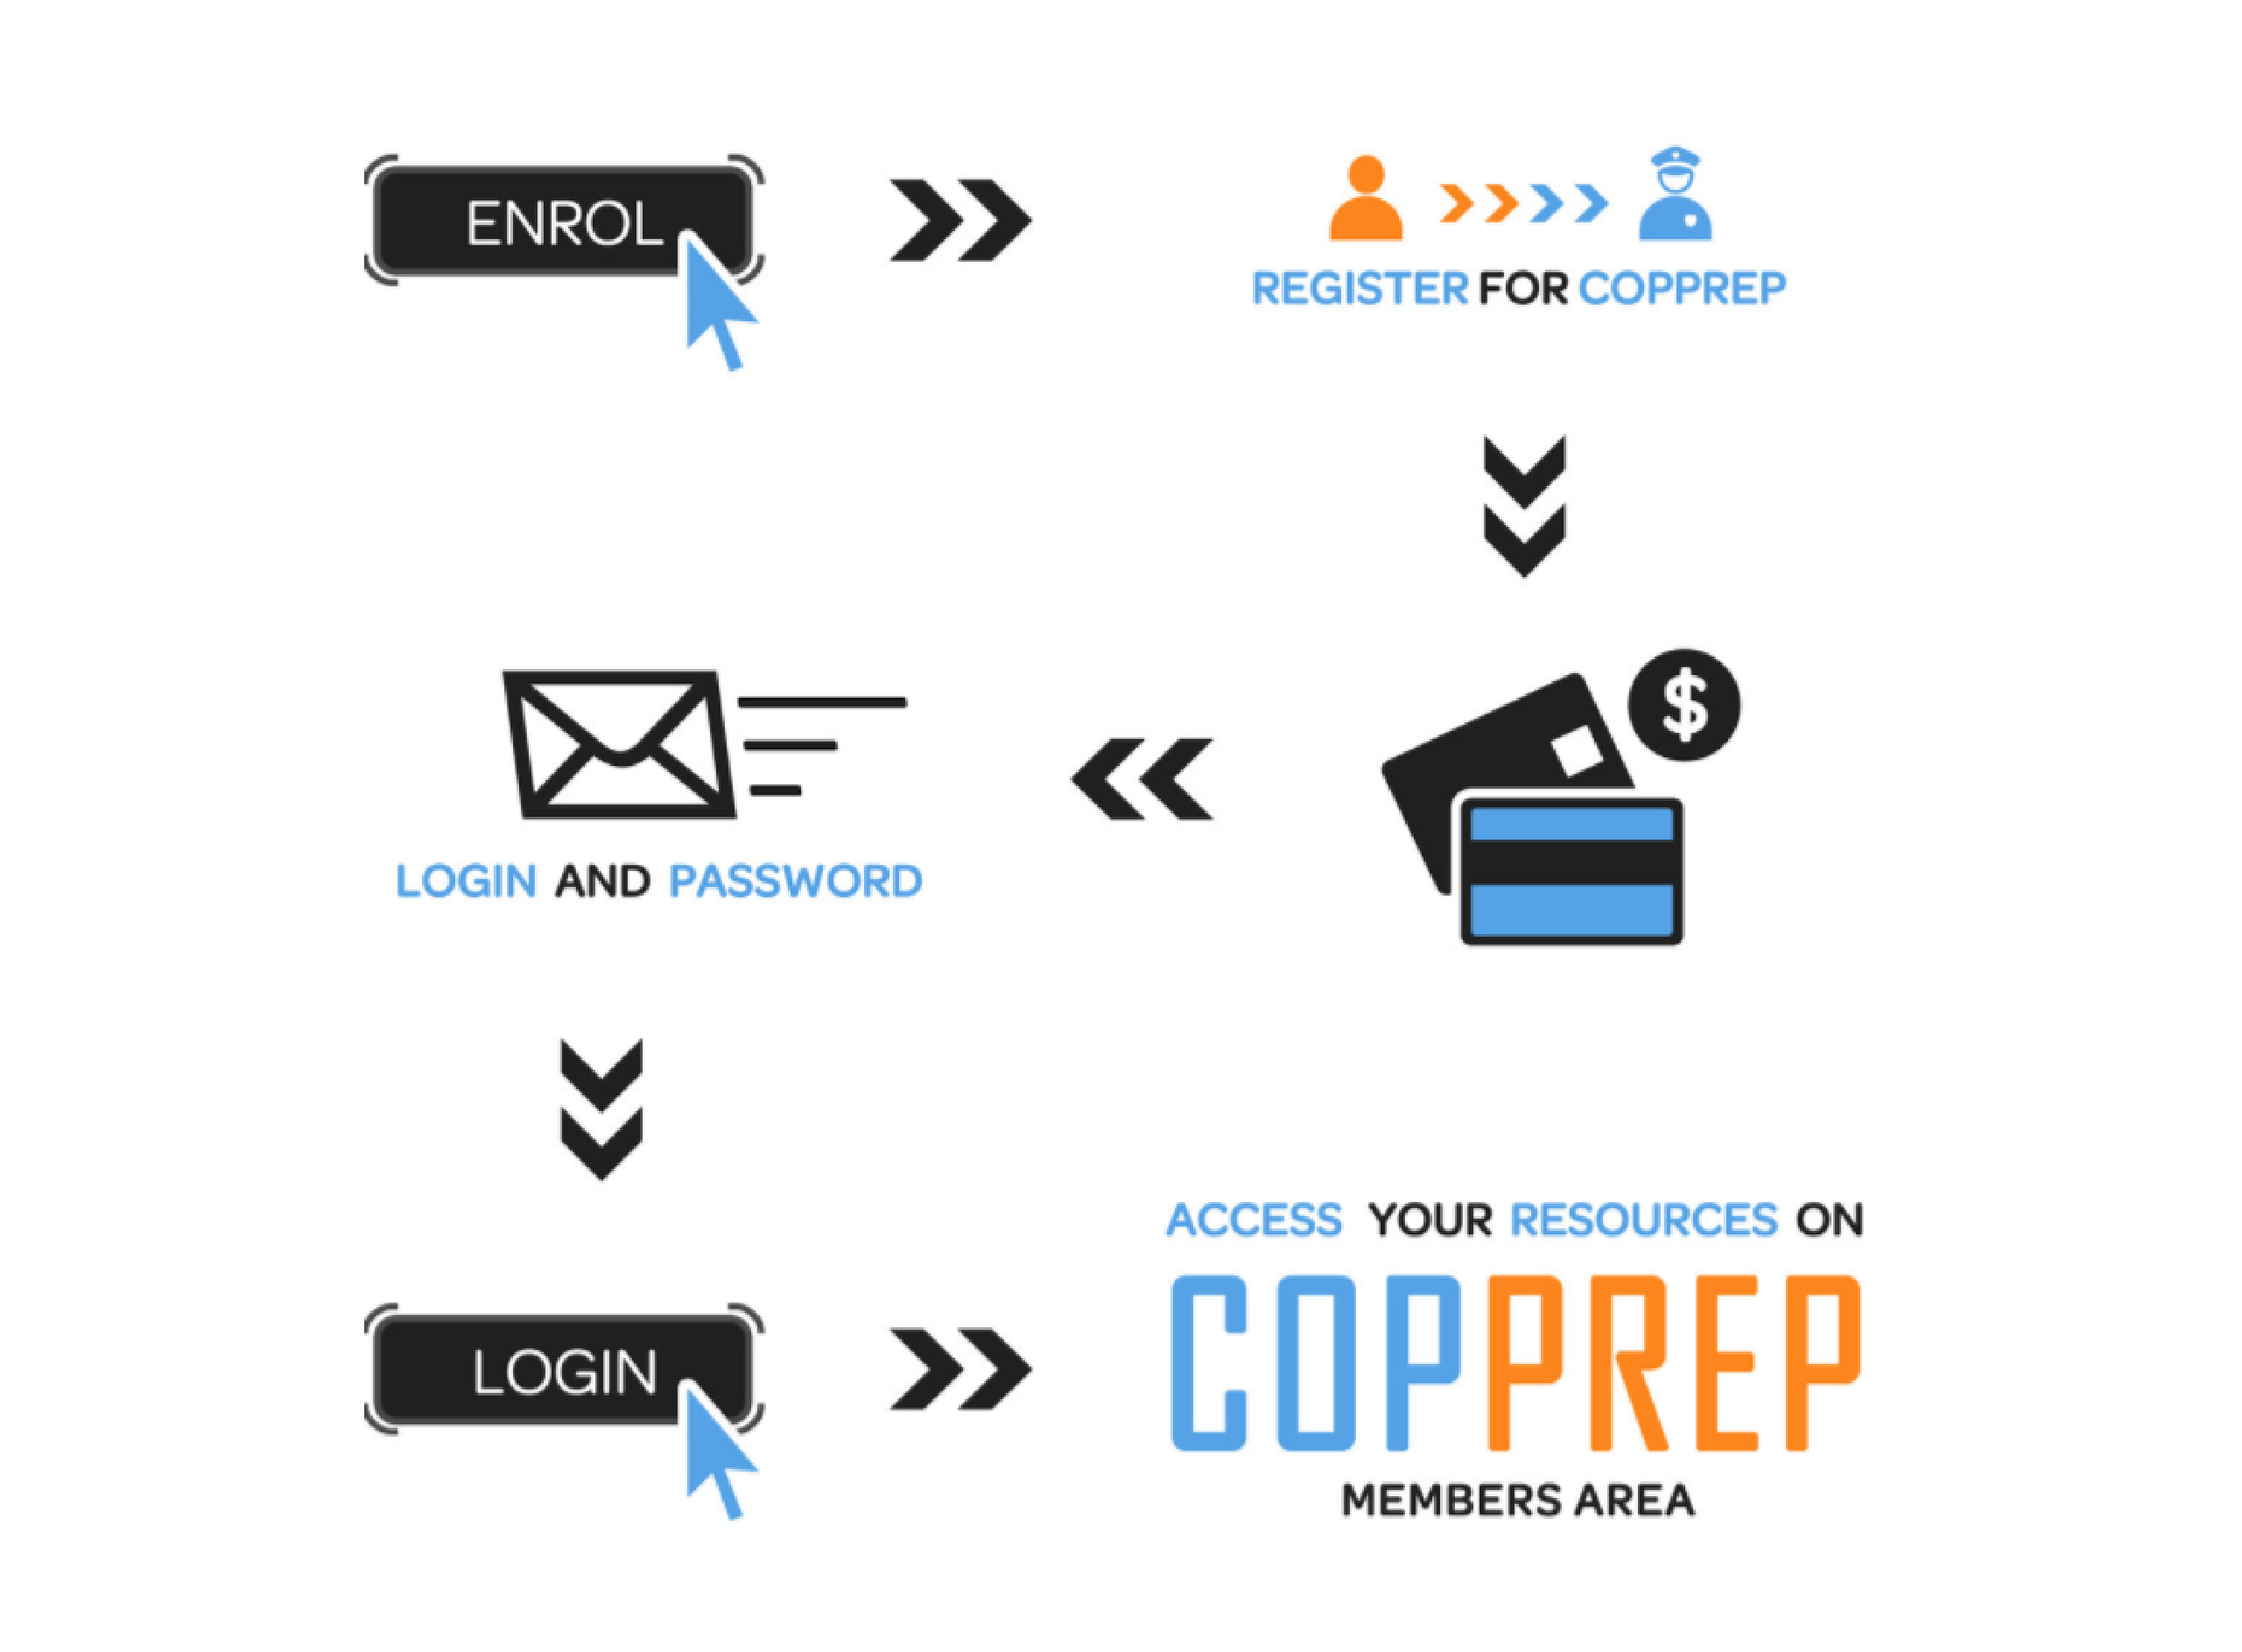 ENROL
REGISTER FOR COPPREP
$
LOGIN AND PASSWORD
LOGIN
ACCESS YOUR RESOURCES ON
COPPREP
MEMBERS AREA